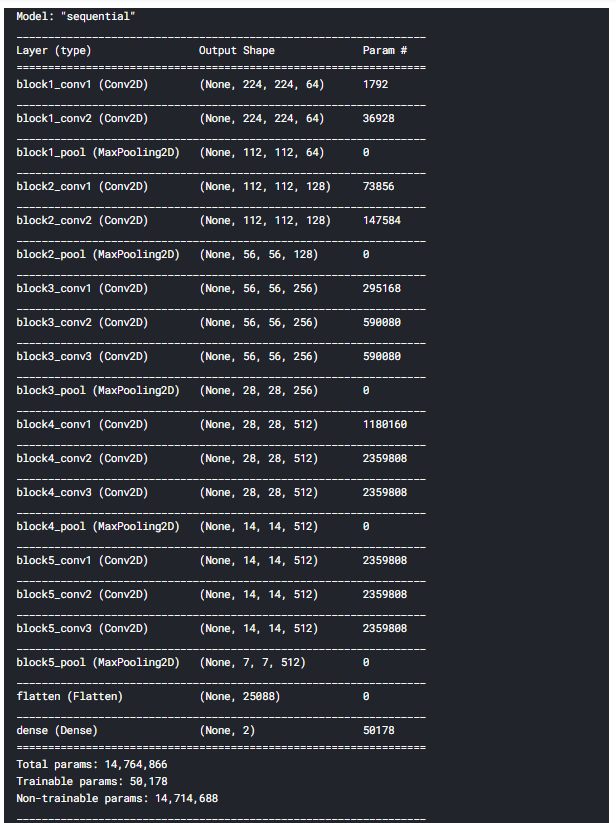 Model: "sequential"
_________________________________________________________________
Layer (type)                 Output Shape              Param #
=================================================================
block1_conv1 (Conv2D)        (None, 224, 224, 64)      1792
_________________________________________________________________
block1_conv2 (Conv2D)        (None, 224, 224, 64)      36928
_________________________________________________________________
block1_pool (MaxPooling2D)   (None, 112, 112, 64)      0
_________________________________________________________________
block2_conv1 (Conv2D)        (None, 112, 112, 128)     73856
_________________________________________________________________
block2_conv2 (Conv2D)        (None, 112, 112, 128)     147584
_________________________________________________________________
block2_pool (MaxPooling2D)   (None, 56, 56, 128)       0
_________________________________________________________________
block3_conv1 (Conv2D)        (None, 56, 56, 256)       295168
_________________________________________________________________
block3_conv2 (Conv2D)        (None, 56, 56, 256)       590080
_________________________________________________________________
block3_conv3 (Conv2D)        (None, 56, 56, 256)       590080
_________________________________________________________________
block3_pool (MaxPooling2D)   (None, 28, 28, 256)       0
_________________________________________________________________
block4_conv1 (Conv2D)        (None, 28, 28, 512)       1180160
_________________________________________________________________
block4_conv2 (Conv2D)        (None, 28, 28, 512)       2359808
_________________________________________________________________
block4_conv3 (Conv2D)        (None, 28, 28, 512)       2359808
_________________________________________________________________
block4_pool (MaxPooling2D)   (None, 14, 14, 512)       0
_________________________________________________________________
block5_conv1 (Conv2D)        (None, 14, 14, 512)       2359808
_________________________________________________________________
block5_conv2 (Conv2D)        (None, 14, 14, 512)       2359808
_________________________________________________________________
block5_conv3 (Conv2D)        (None, 14, 14, 512)       2359808
_________________________________________________________________
block5_pool (MaxPooling2D)   (None, 7, 7, 512)         0
_________________________________________________________________
flatten (Flatten)            (None, 25088)             0
_________________________________________________________________
dense (Dense)                (None, 2)                 50178
=================================================================
Total params: 14,764,866
Trainable params: 50,178
Non-trainable params: 14,714,688
_________________________________________________________________